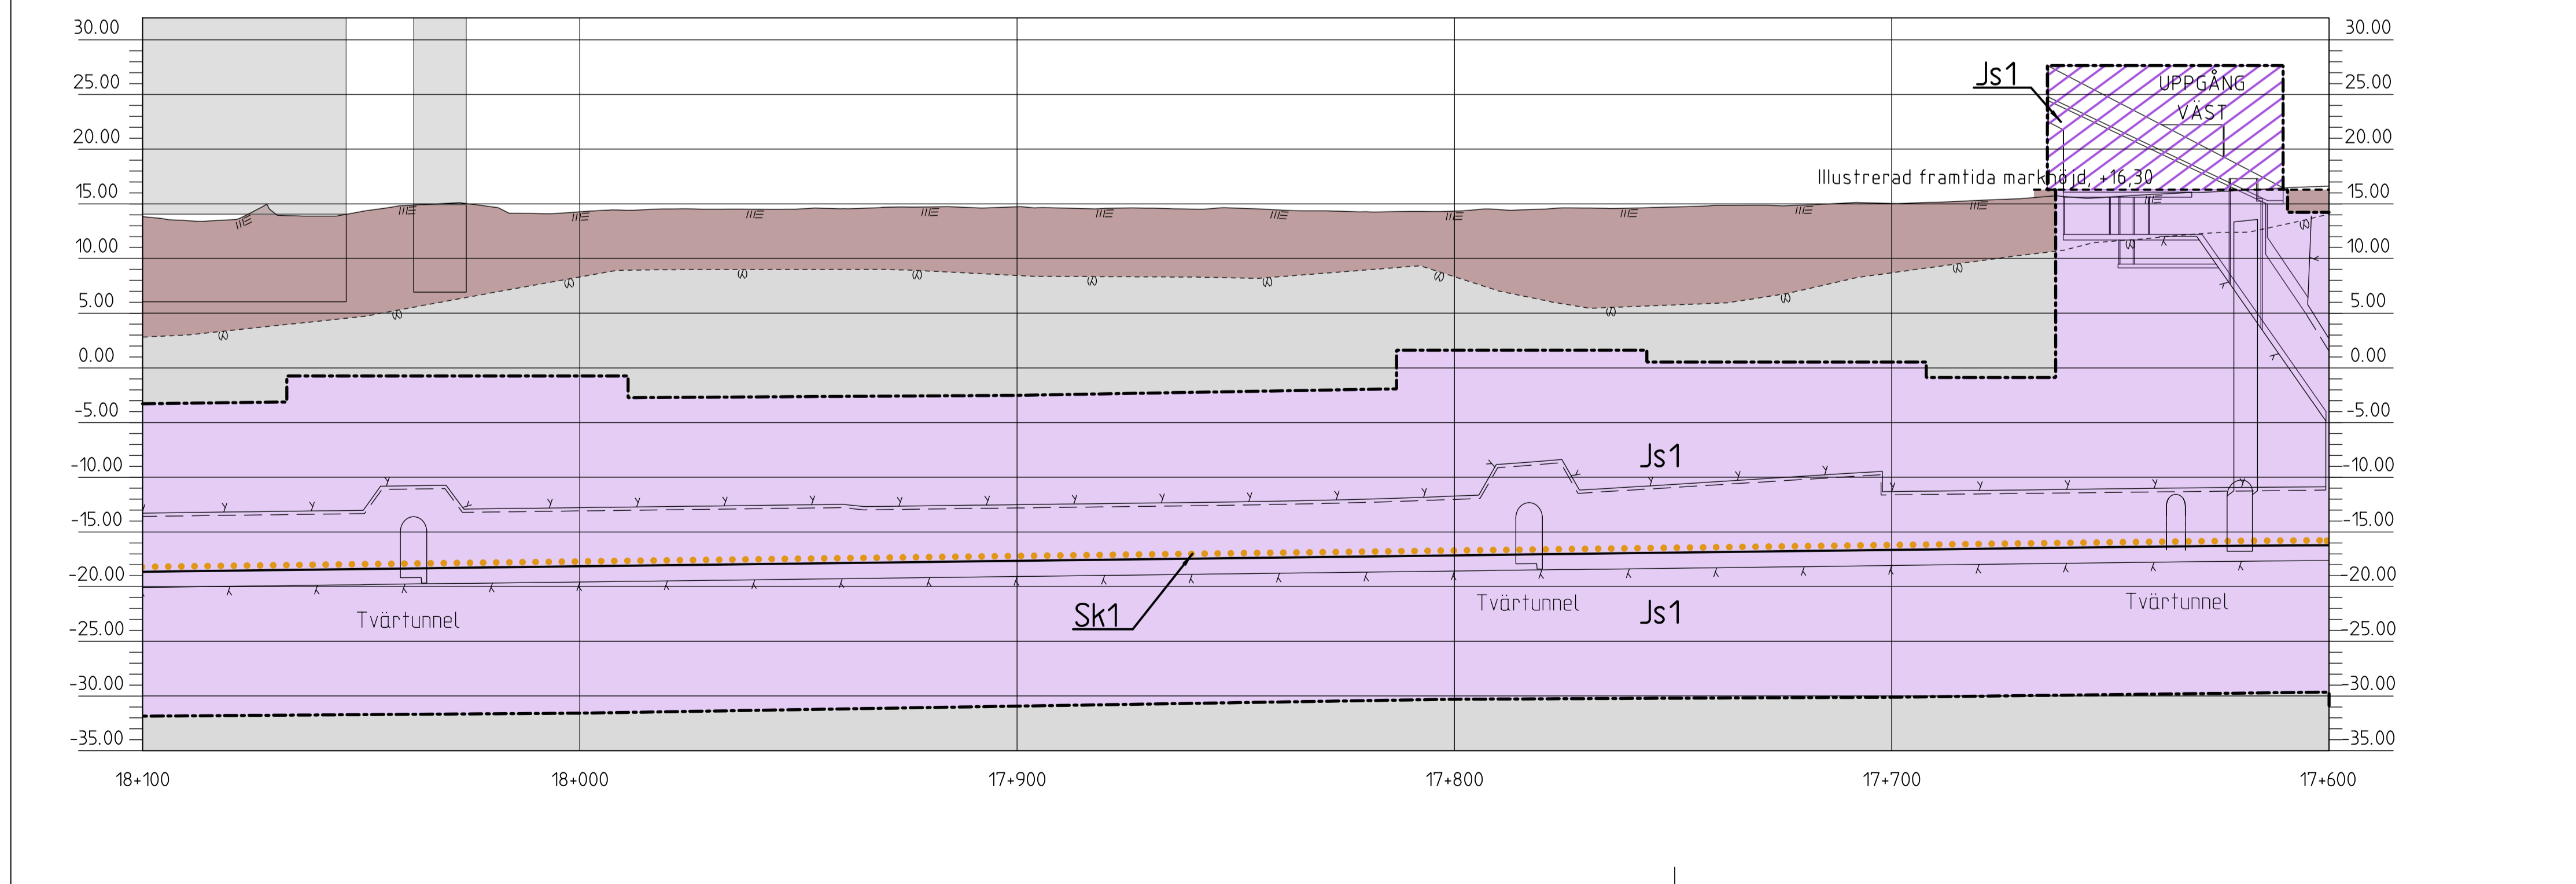 30.00 30.00
Js1
25.00 UPPGÅNG 25.00
VÄST
20.00 20.00
Illustrerad framtida markhöjd, +16,30
15.00 15.00
10.00 10.00
5.00 5.00
0.00 0.00
-5.00 -5.00
Js1
-10.00 -10.00
-15.00 -15.00
-20.00 -20.00
Tvärtunnel Sk1 Tvärtunnel Js1 Tvärtunnel
-25.00 -25.00
-30.00 -30.00
-35.00 -35.00
18+100 18+000 17+900 17+800 17+700 17+600